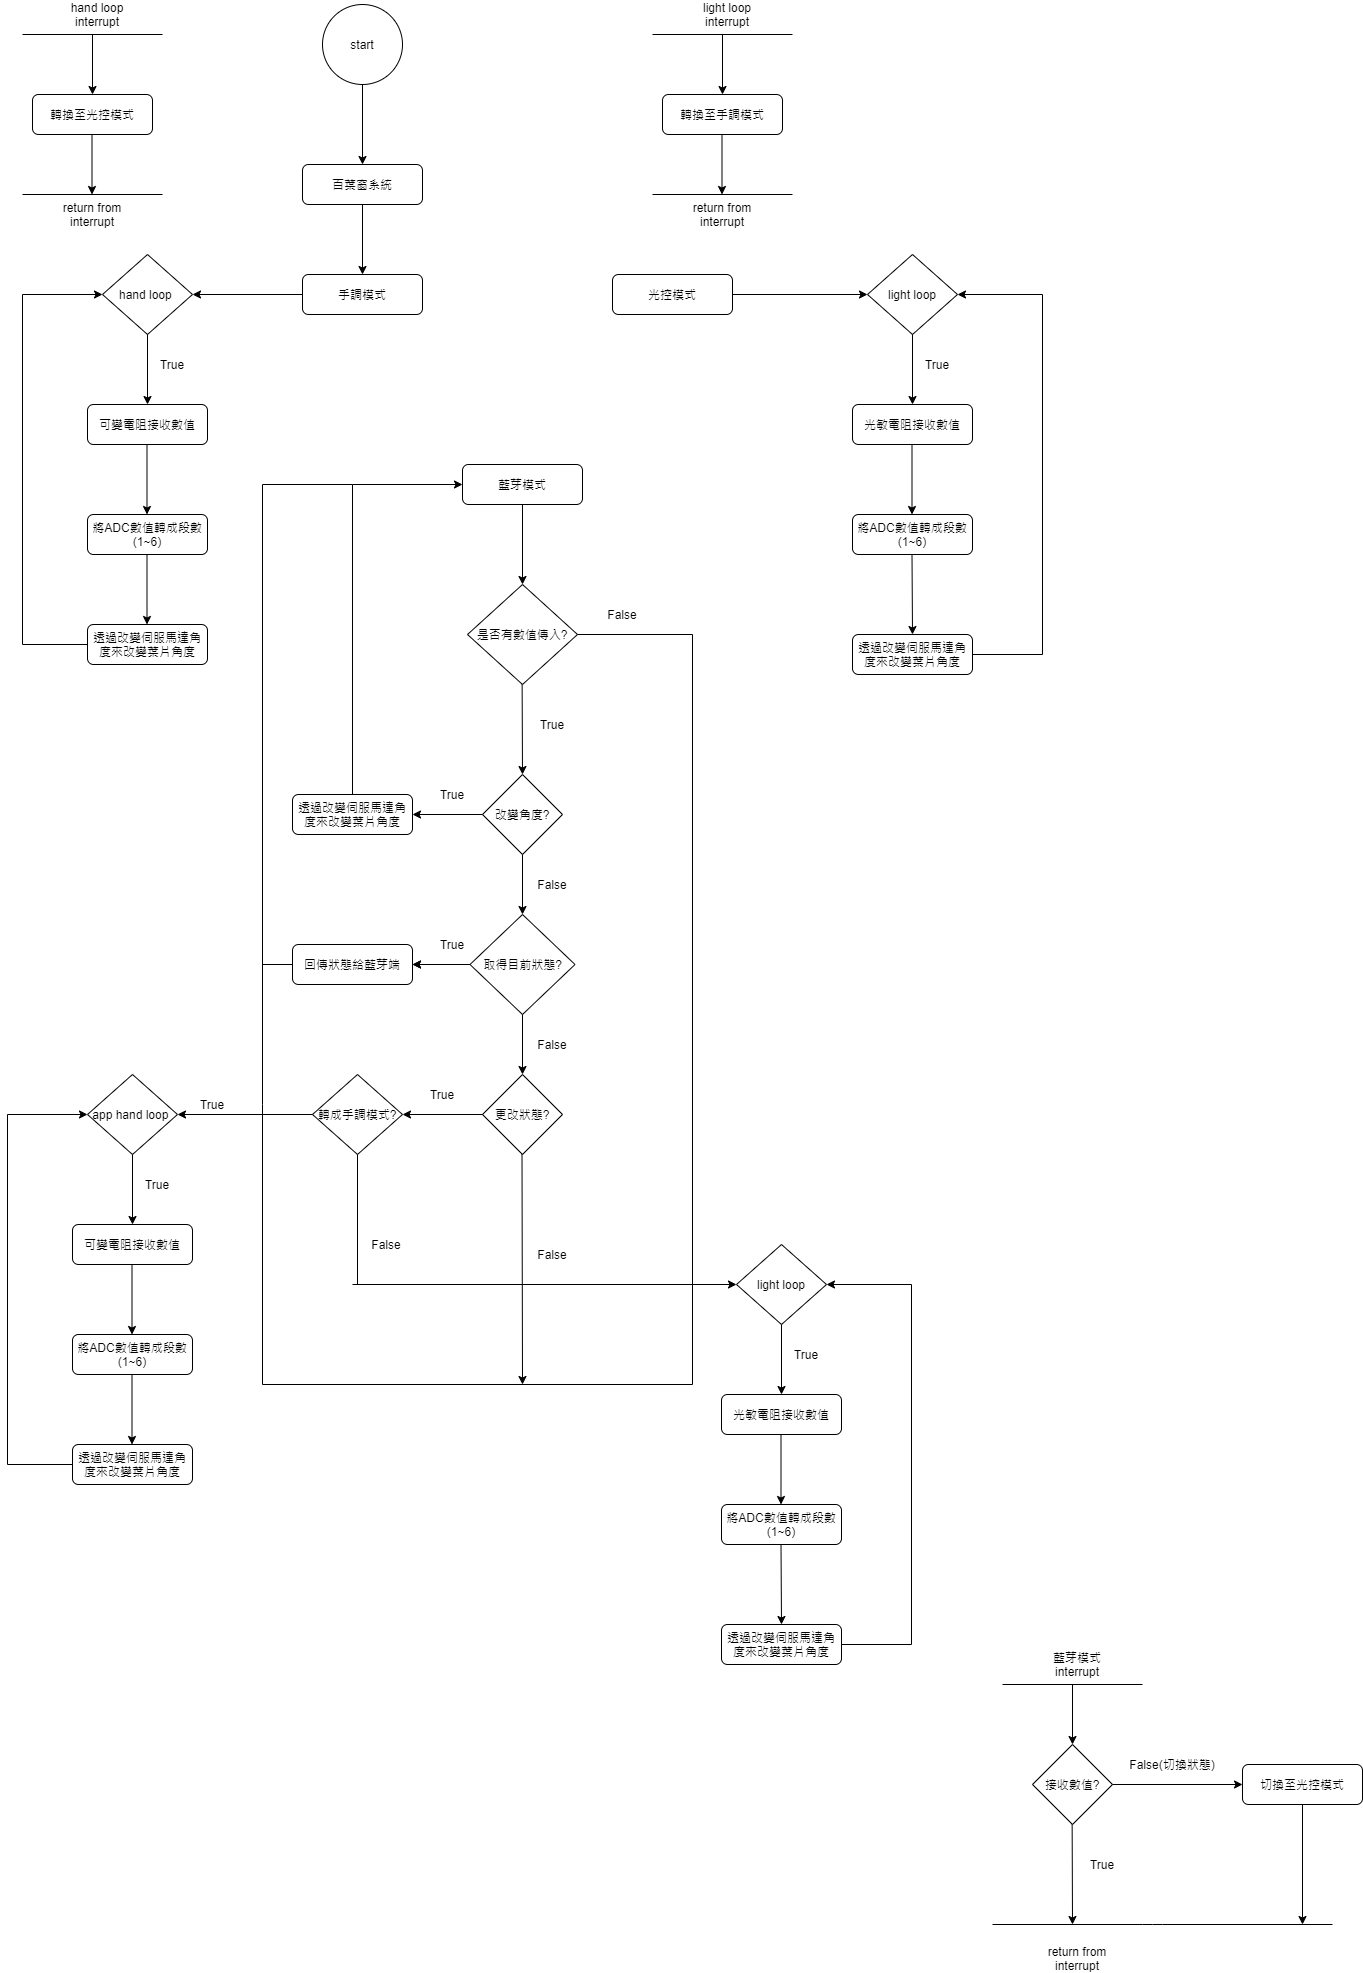 hand loop
interrupt
轉換至光控模式
return from
interrupt
start
百葉窗系統
手調模式
light loop
interrupt
轉換至手調模式
return from
interrupt
hand loop
True
可變電阻接收數值
將ADC數值轉成段數
(1~6)
透過改變伺服馬達角
度來改變葉片角度
光控模式
light loop
True
光敏電阻接收數值
將ADC數值轉成段數
(1~6)
透過改變伺服馬達角
度來改變葉片角度
藍芽模式
是否有數值傳入?
False
True
改變角度?
True
透過改變伺服馬達角
度來改變葉片角度
False
取得目前狀態?
True
回傳狀態給藍芽端
False
更改狀態?
True
轉成手調模式?
True
app hand loop
True
可變電阻接收數值
將ADC數值轉成段數
(1~6)
透過改變伺服馬達角
度來改變葉片角度
False
False
light loop
True
光敏電阻接收數值
將ADC數值轉成段數
(1~6)
透過改變伺服馬達角
度來改變葉片角度
藍芽模式
interrupt
接收數值?
False(切換狀態)
切換至光控模式
True
return from
interrupt